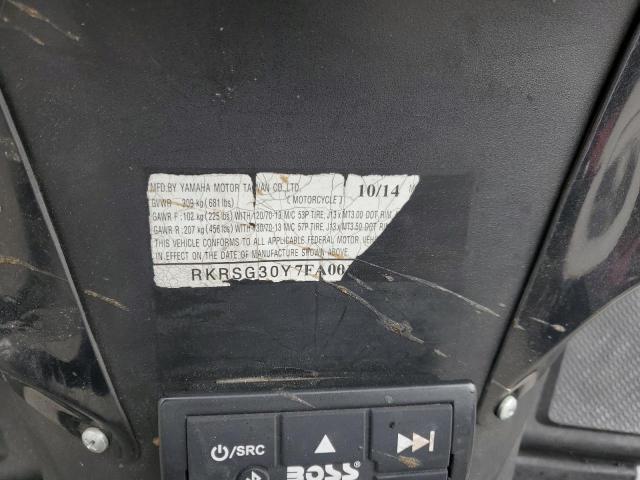 MFD.BY YAMAHA MOTOR TAIWAN CO.,LTD. 10/14
GVWR 309 kg ( 681 lbs) [ MOTORCYCLE ]
GAWR F : 102 kg ( 225 lbs) WITH 120/70-13 M/C 53P TIRE, J13 x MT3.00 DOT RIM,
GAWR R : 207 kg ( 456 lbs) WITH 130/70-13 M/C 57P TIRE, J13 x MT3.50 DOT RIM,
THIS VEHICLE CONFORMS TO ALL APPLICABLE FEDERAL MOTOR. VEH
IN EFFECT ON THE DATE OF MANUFACTURE SHOWN ABOVE.
RKRSG30Y7FA00
/SRC
BOSS®